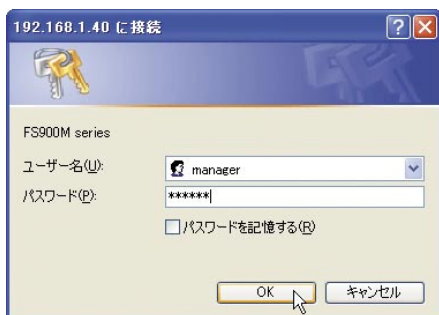 192.168.1.40 に接続
FS900M series
ユーザー名(U):
manager
パスワード(P):
******
パスワードを記憶する(R)
OK
キャンセル